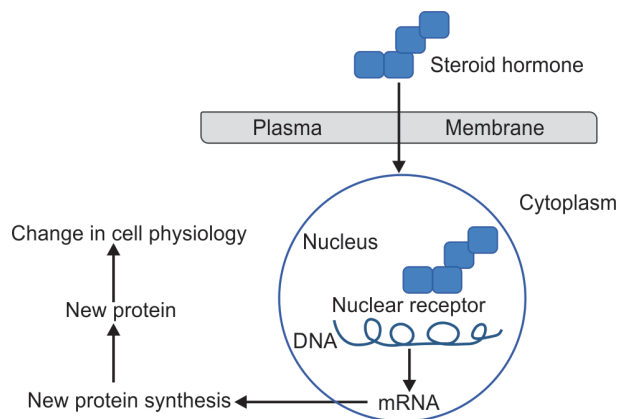 Steroid hormone
Plasma Membrane
Cytoplasm
Nucleus
Change in cell physiology
Nuclear receptor
New protein
DNA
New protein synthesis
mRNA